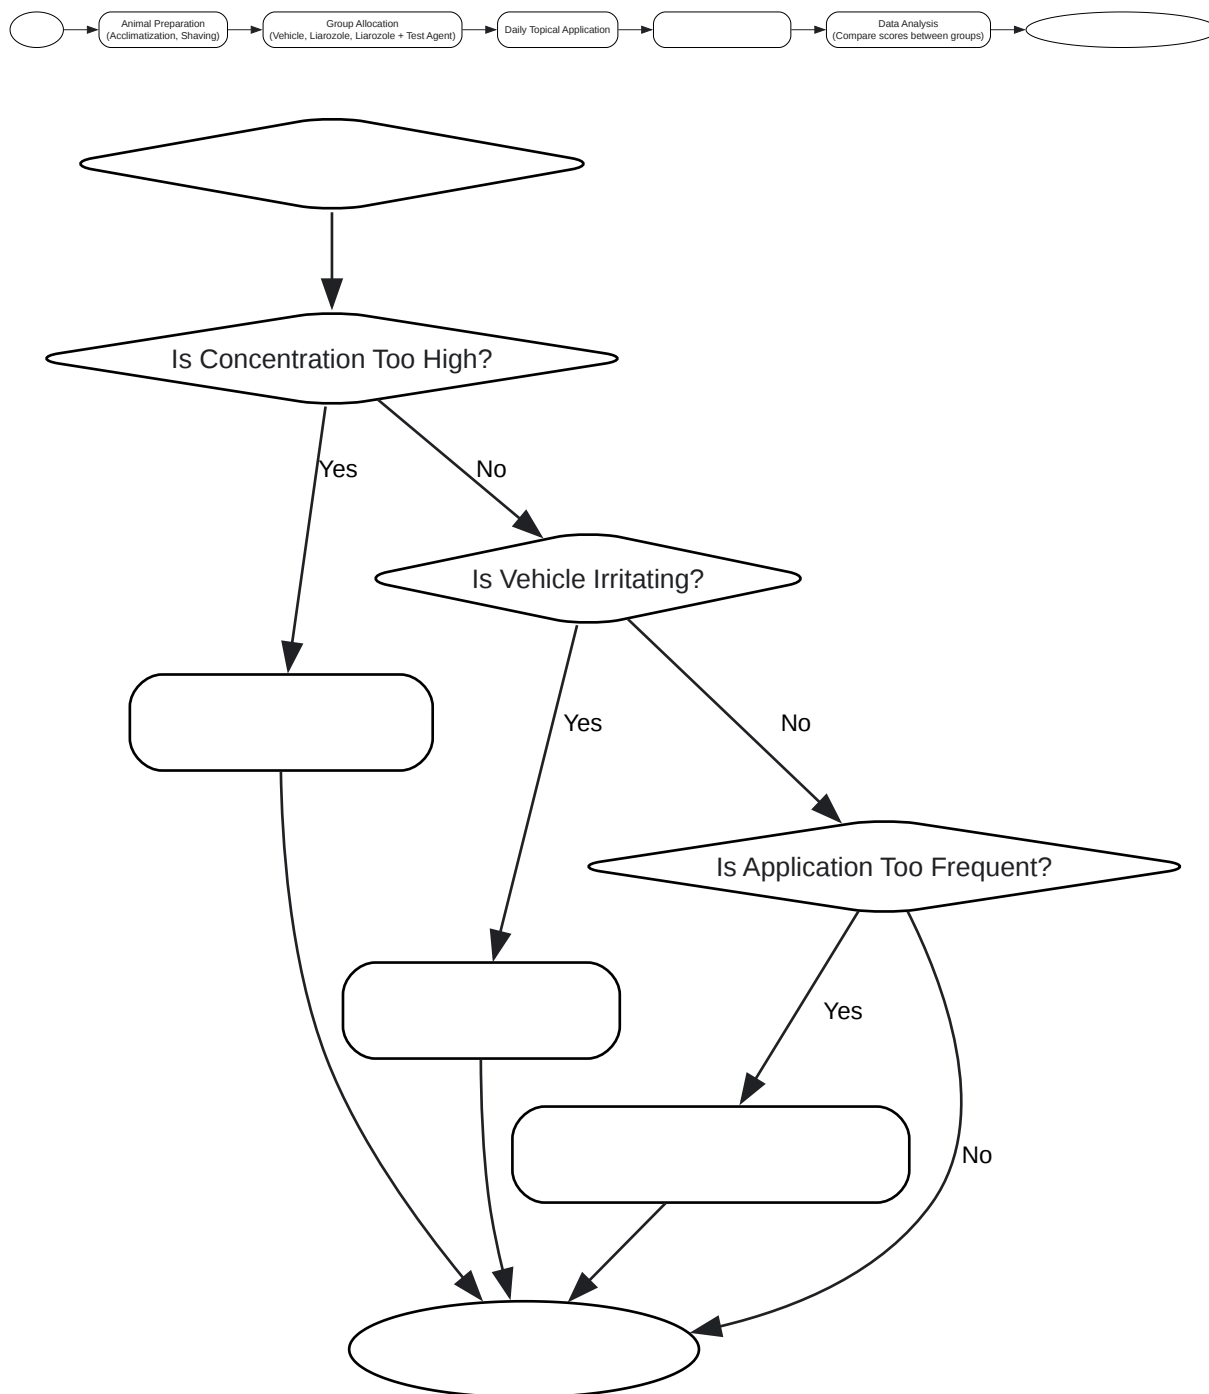 Animal Preparation
(Acclimatization, Shaving)
Group Allocation
(Vehicle, Liarozole, Liarozole + Test Agent)
Daily Topical Application
Data Analysis
(Compare scores between groups)
Is Concentration Too High?
Yes
No
Is Vehicle Irritating?
Yes
No
Is Application Too Frequent?
Yes
No